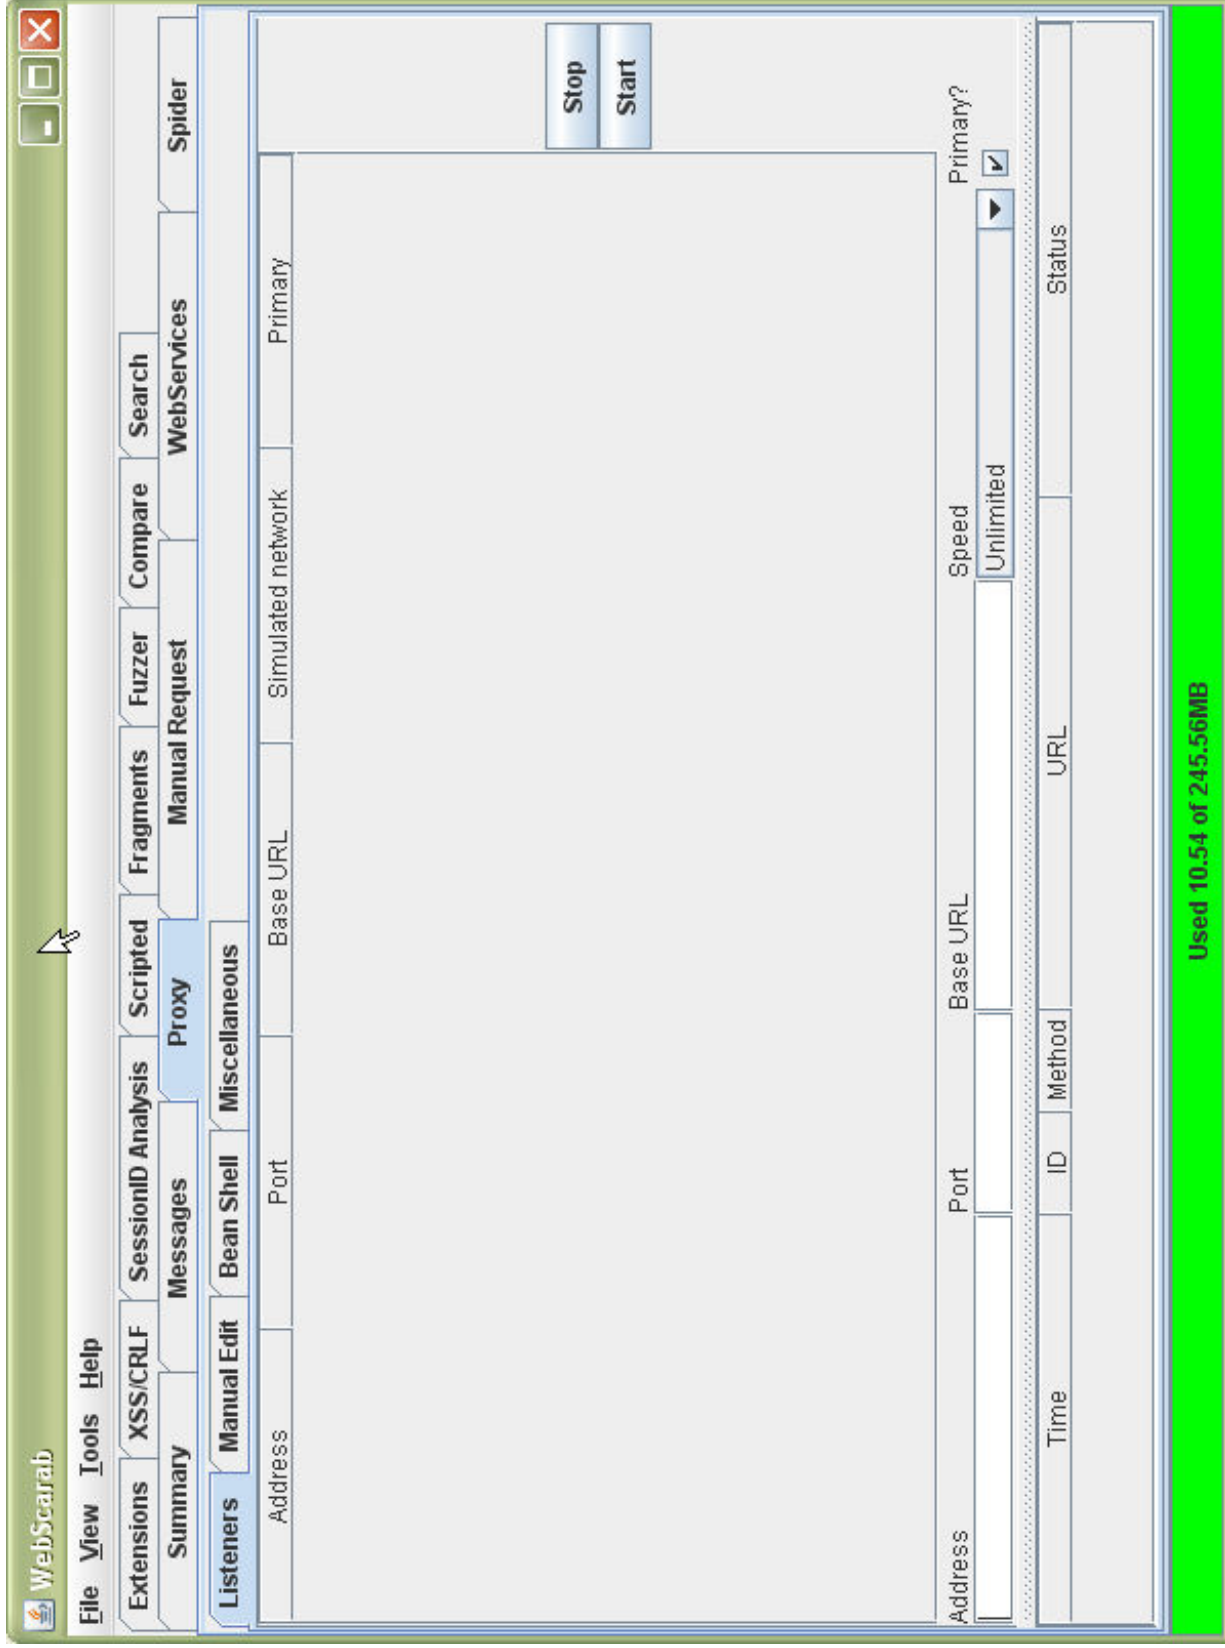 WebScarab
File View Tools Help
Extensions XSS/CRLF SessionID Analysis Scripted Fragments Fuzzer Compare Search
Summary Messages Proxy Manual Request WebServices Spider
Listeners Manual Edit Bean Shell Miscellaneous
Address Port Base URL Simulated network Primary
Stop
Start
Address Port Base URL Speed Primary?
Unlimited
Time ID Method URL Status
Used 10.54 of 245.56MB